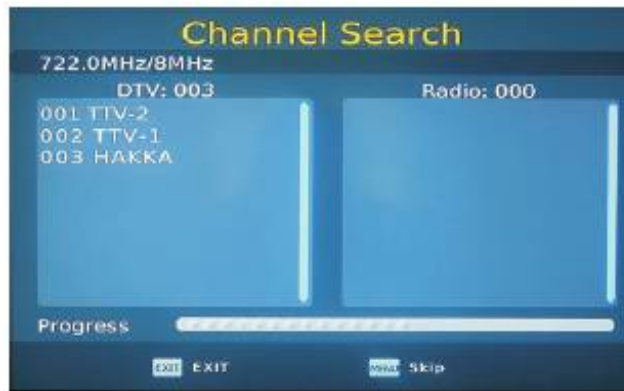 Channel Search
722.0MHz/8MHz
DTV: 003
Radio: 000
001 TTV-2
002 TTV-1
003 HAKKA
Progress
EXIT EXIT
MENU Skip